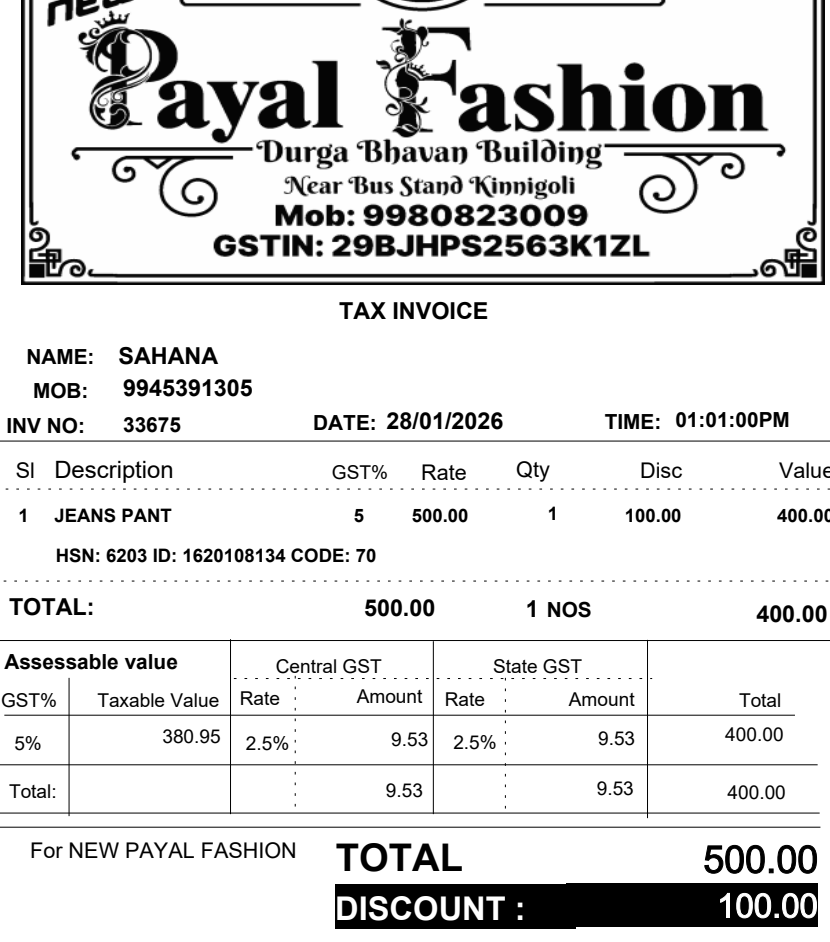 new
Payal Fashion
Durga Bhavan Building
Near Bus Stand Kinnigoli
Mob: 9980823009
GSTIN: 29BJHPS2563K1ZL
TAX INVOICE
NAME: SAHANA
MOB: 9945391305
INV NO: 33675 DATE: 28/01/2026 TIME: 01:01:00PM
Sl Description GST% Rate Qty Disc Value
1 JEANS PANT 5 500.00 1 100.00 400.00
HSN: 6203 ID: 1620108134 CODE: 70
TOTAL: 500.00 1 NOS 400.00
Assessable value Central GST State GST
GST% Taxable Value Rate Amount Rate Amount Total
5% 380.95 2.5% 9.53 2.5% 9.53 400.00
Total: 9.53 9.53 400.00
For NEW PAYAL FASHION TOTAL 500.00
DISCOUNT : 100.00